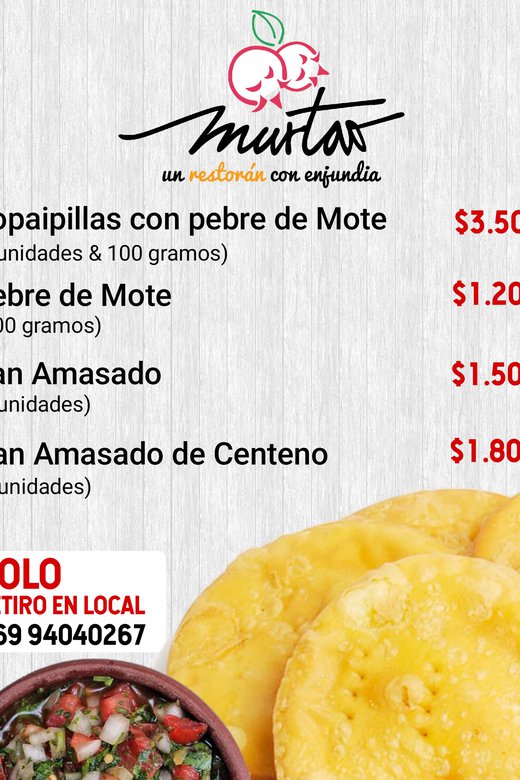 murtao
un restorán con enjundia
opaipillas con pebre de Mote $3.50
unidades & 100 gramos)
ebre de Mote $1.20
00 gramos)
an Amasado $1.50
unidades)
an Amasado de Centeno $1.80
unidades)
OLO
ETIRO EN LOCAL
69 94040267